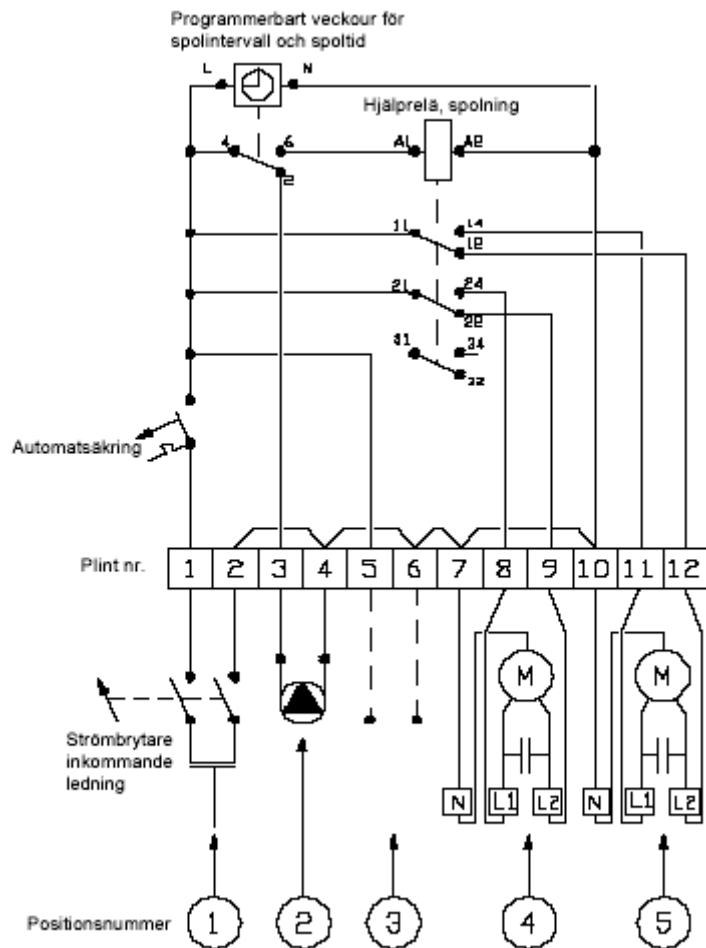 Programmerbart veckour för
spolintervall och spoltid
L N
Hjälprelä, spolning
4 6 A1 A2
2
11 14
12
21 24
22
31 34
32
Automatsäkring
Plint nr. 1 2 3 4 5 6 7 8 9 10 11 12
M M
Strömbrytare
inkommande
ledning
N L1 L2 N L1 L2
Positionsnummer 1 2 3 4 5